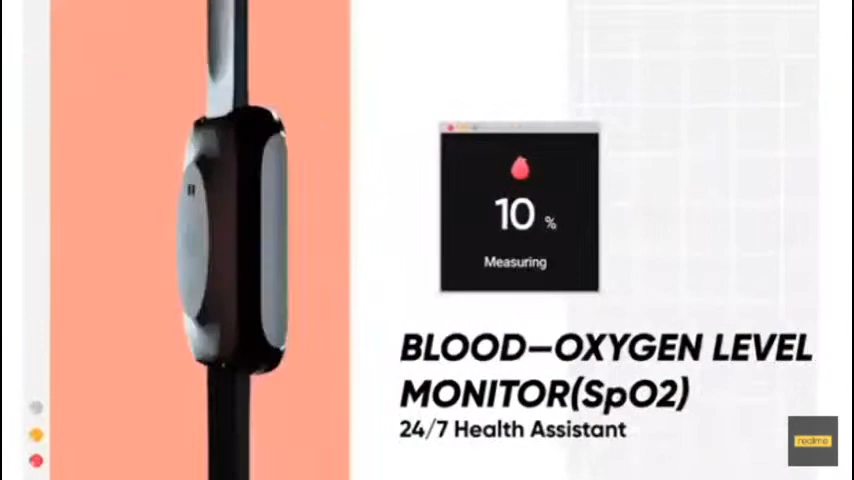 10 %
Measuring
BLOOD—OXYGEN LEVEL
MONITOR(SpO2)
24/7 Health Assistant
realme